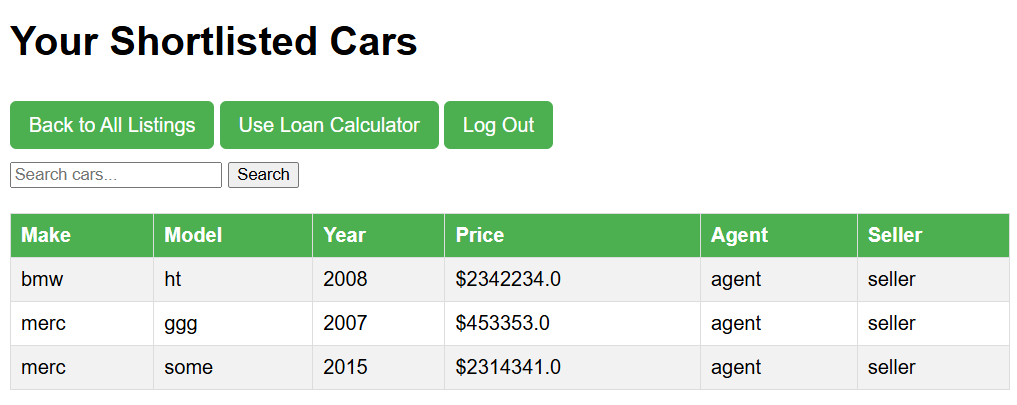 Your Shortlisted Cars
Back to All Listings Use Loan Calculator Log Out
Search cars... Search
Make Model Year Price Agent Seller
bmw ht 2008 $2342234.0 agent seller
merc ggg 2007 $453353.0 agent seller
merc some 2015 $2314341.0 agent seller